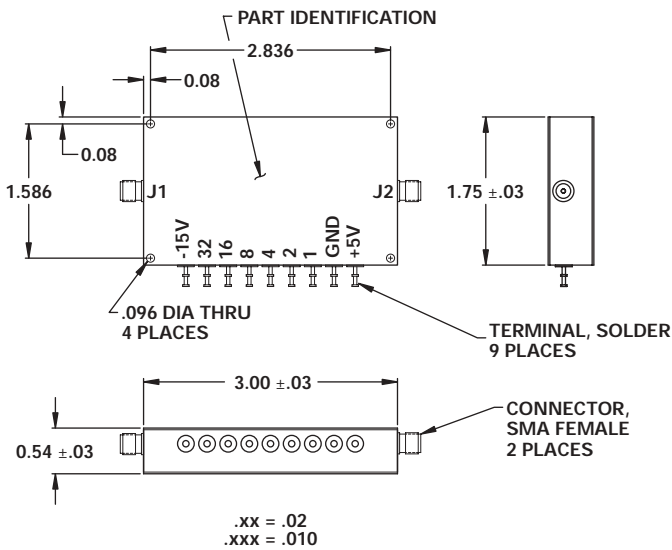 PART IDENTIFICATION
2.836
0.08
0.08
1.586
J1
J2
1.75 ±.03
-15V
32
16
8
4
2
1
GND
+5V
.096 DIA THRU
4 PLACES
TERMINAL, SOLDER
9 PLACES
3.00 ±.03
CONNECTOR,
SMA FEMALE
2 PLACES
0.54 ±.03
.xx = .02
.xxx = .010